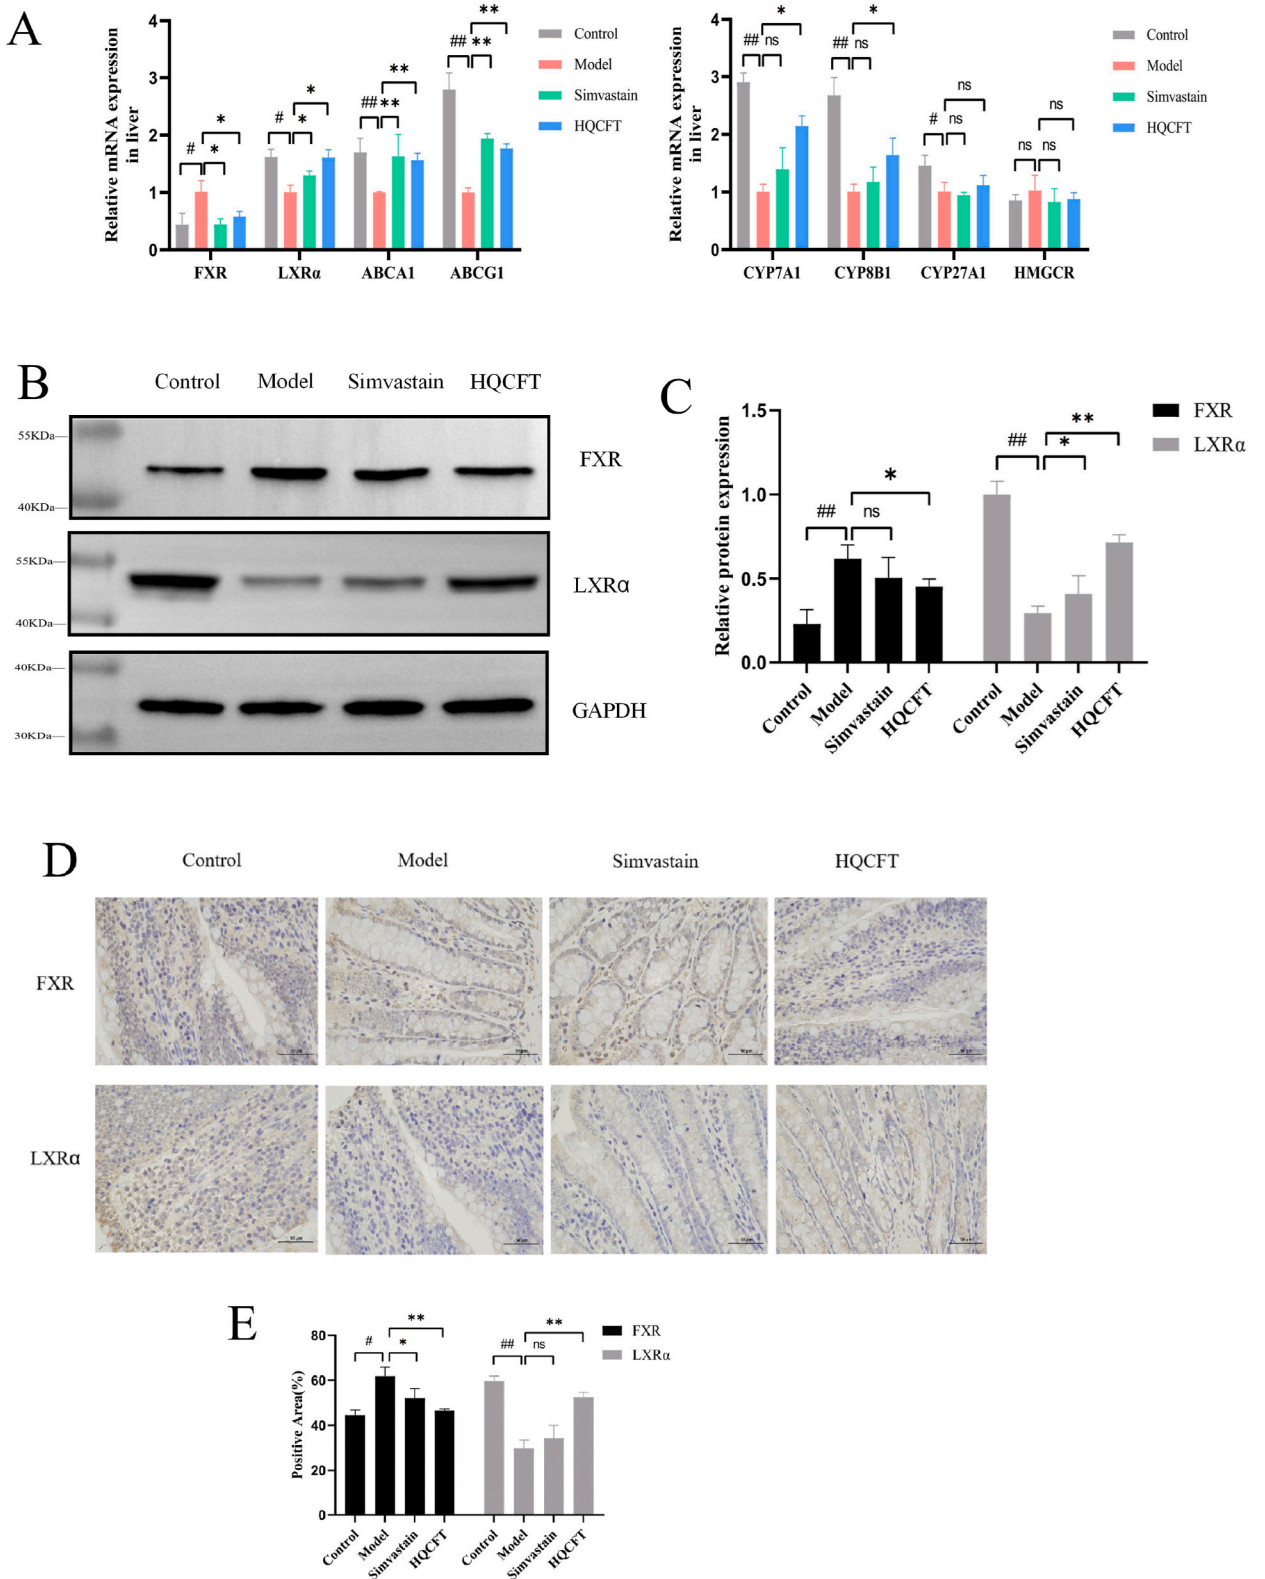 A
Relative mRNA expression
in liver
4
3
2
1
0
# * *
# * *
## ** **
## ** **
FXR LXRα ABCA1 ABCG1
Control
Model
Simvastain
HQCFT
Relative mRNA expression
in liver
4
3
2
1
0
## ns *
## ns *
# ns ns
ns ns ns
CYP7A1 CYP8B1 CYP27A1 HMGCR
Control
Model
Simvastain
HQCFT
B
Control Model Simvastain HQCFT
55KDa
40KDa
FXR
55KDa
40KDa
LXRα
40KDa
30KDa
GAPDH
C
Relative protein expression
1.5
1.0
0.5
0.0
## ns *
## * **
Control Model Simvastain HQCFT Control Model Simvastain HQCFT
FXR
LXRα
D
Control Model Simvastain HQCFT
FXR
LXRα
E
Positive Area(%)
80
60
40
20
0
# * **
## ns **
Control Model Simvastain HQCFT Control Model Simvastain HQCFT
FXR
LXRα